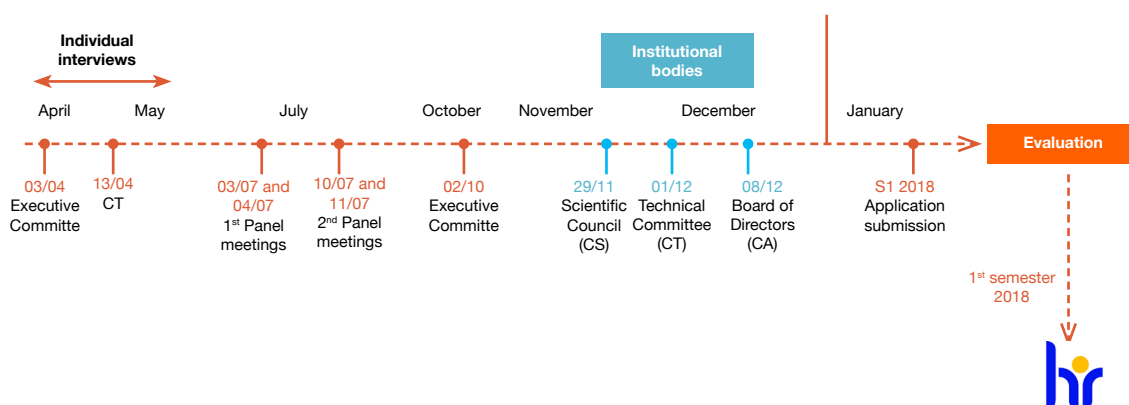 Individual
interviews
Institutional
bodies
April
May
July
October
November
December
January
Evaluation
03/04
Executive
Committe
13/04
CT
03/07 and
04/07
1st Panel
meetings
10/07 and
11/07
2nd Panel
meetings
02/10
Executive
Committe
29/11
Scientific
Council
(CS)
01/12
Technical
Committee
(CT)
08/12
Board of
Directors
(CA)
S1 2018
Application
submission
1st semester
2018
hr